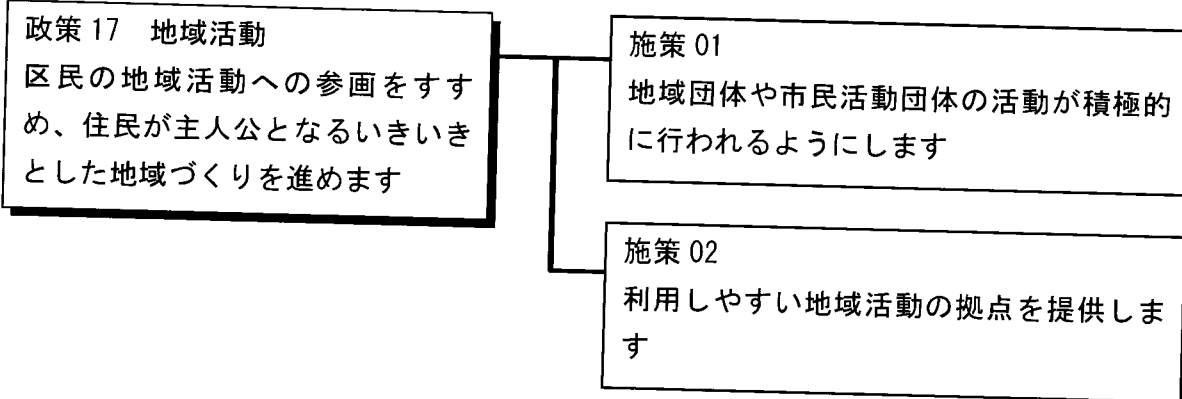 政策17　地域活動
区民の地域活動への参画をすす
め、住民が主人公となるいきいき
とした地域づくりを進めます
施策01
地域団体や市民活動団体の活動が積極的
に行われるようにします
施策02
利用しやすい地域活動の拠点を提供しま
す